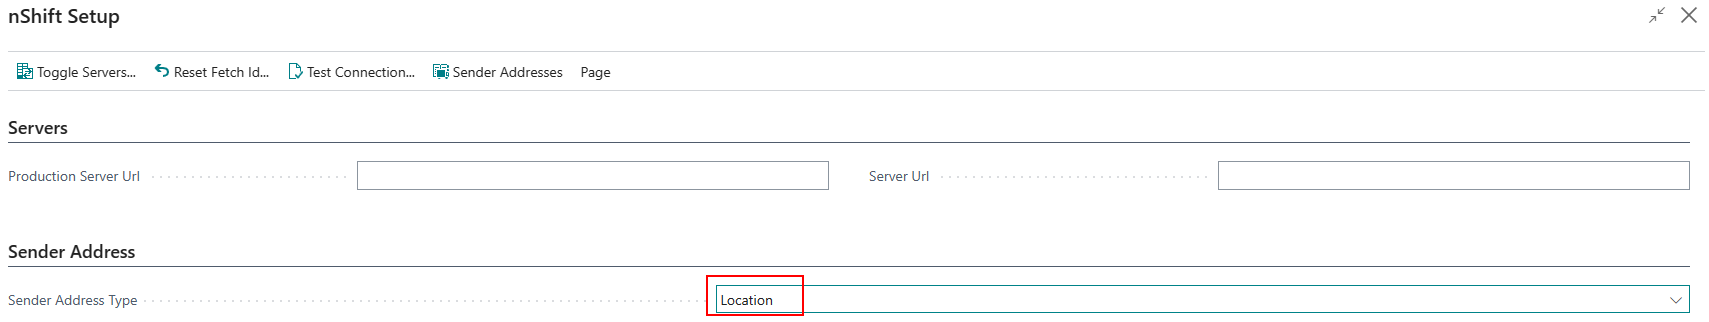 nShift Setup
Toggle Servers... Reset Fetch Id... Test Connection... Sender Addresses Page
Servers
Production Server Url Server Url
Sender Address
Sender Address Type Location